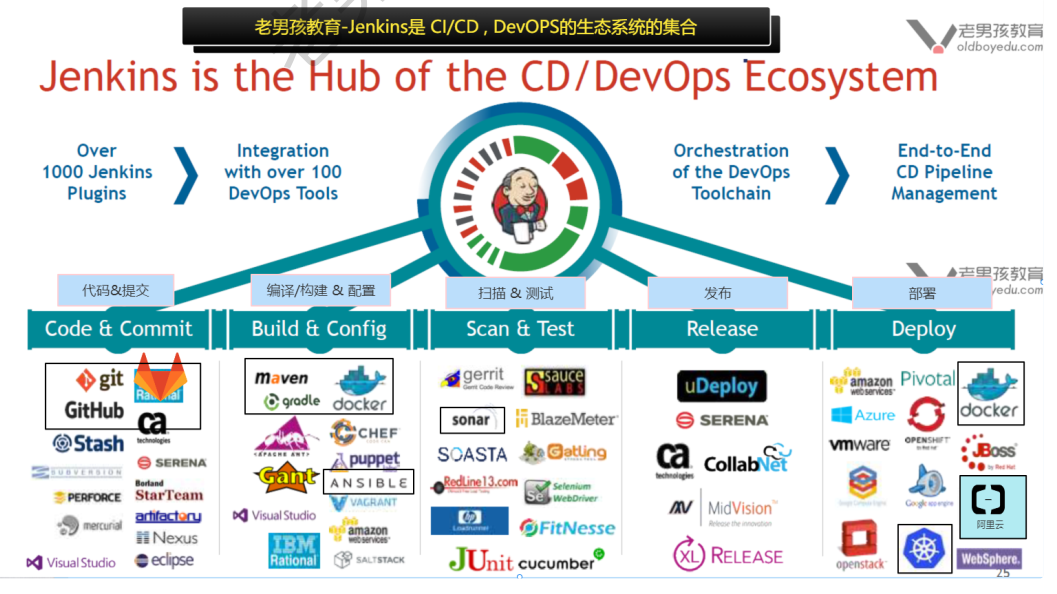 老男孩教育-Jenkins是 CI/CD , DevOPS的生态系统的集合
老男孩教育
oldboyedu.com
Jenkins is the Hub of the CD/DevOps Ecosystem
Over
1000 Jenkins
Plugins
Integration
with over 100
DevOps Tools
Orchestration
of the DevOps
Toolchain
End-to-End
CD Pipeline
Management
老男孩教育
代码&提交
编译/构建 & 配置
扫描 & 测试
发布
部署
Code & Commit
Build & Config
Scan & Test
Release
Deploy
git
Rational
GitHub
ca
technologies
Stash
SUBVERSION
SERENA
PERFORCE
Borland
StarTeam
mercurial
artifactory
Nexus
Visual Studio
eclipse
maven
gradle
docker
APACHE ANT
CHEF
Gant
puppet
ANSIBLE
VAGRANT
Visual Studio
amazon
web services
IBM
Rational
SALTSTACK
gerrit
Gerrit Code Review
SAUCE
LABS
sonar
BlazeMeter
SOASTA
Gatling
RedLine13.com
Selenium
WebDriver
Se
Loadrunner
FitNesse
JUnit
cucumber
uDeploy
SERENA
ca
technologies
CollabNet
MidVision
Release the innovation
XL RELEASE
amazon
web services
Pivotal
docker
Azure
vmware
OPENSHIFT
by Red Hat
JBoss
by Red Hat
Google Compute Engine
Google app engine
阿里云
openstack
WebSphere.
25